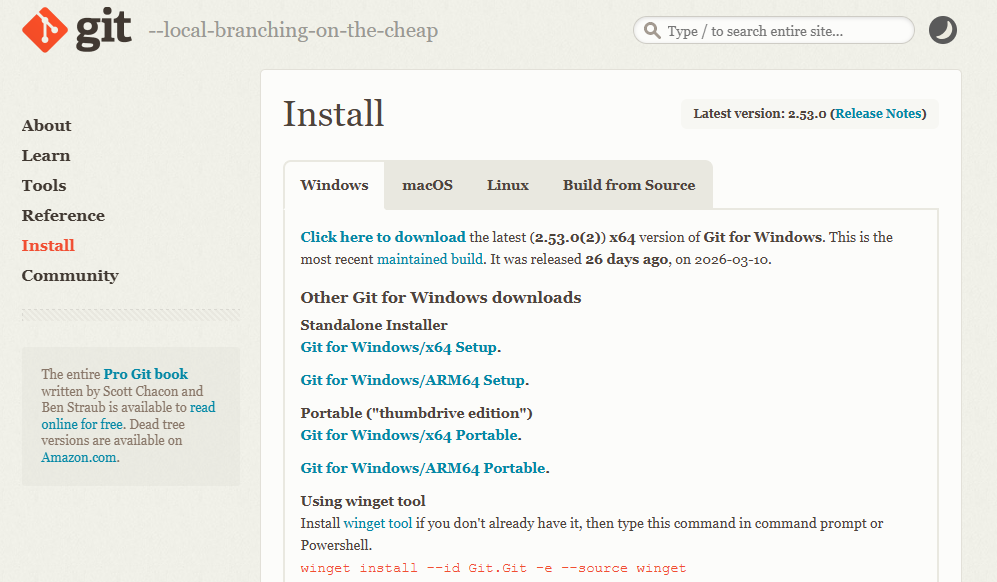 git --local-branching-on-the-cheap
Type / to search entire site...
About
Learn
Tools
Reference
Install
Community
The entire Pro Git book
written by Scott Chacon and
Ben Straub is available to read
online for free. Dead tree
versions are available on
Amazon.com.
Install
Latest version: 2.53.0 (Release Notes)
Windows macOS Linux Build from Source
Click here to download the latest (2.53.0(2)) x64 version of Git for Windows. This is the
most recent maintained build. It was released 26 days ago, on 2026-03-10.
Other Git for Windows downloads
Standalone Installer
Git for Windows/x64 Setup.
Git for Windows/ARM64 Setup.
Portable ("thumbdrive edition")
Git for Windows/x64 Portable.
Git for Windows/ARM64 Portable.
Using winget tool
Install winget tool if you don't already have it, then type this command in command prompt or
Powershell.
winget install --id Git.Git -e --source winget